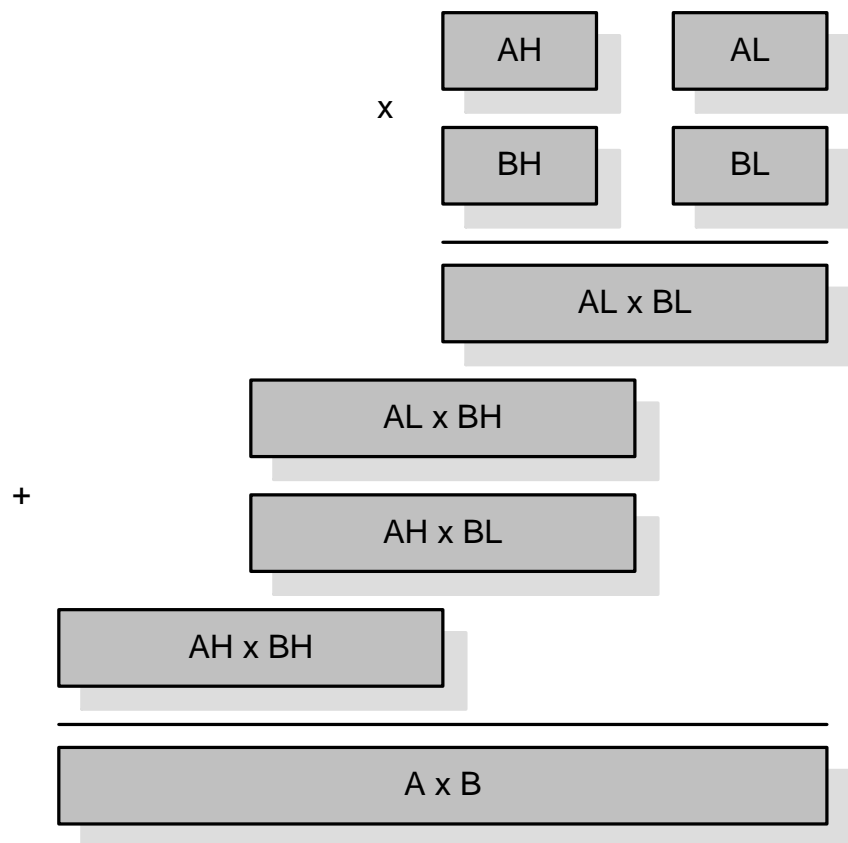 AH AL
x
BH BL
AL x BL
AL x BH
+
AH x BL
AH x BH
A x B